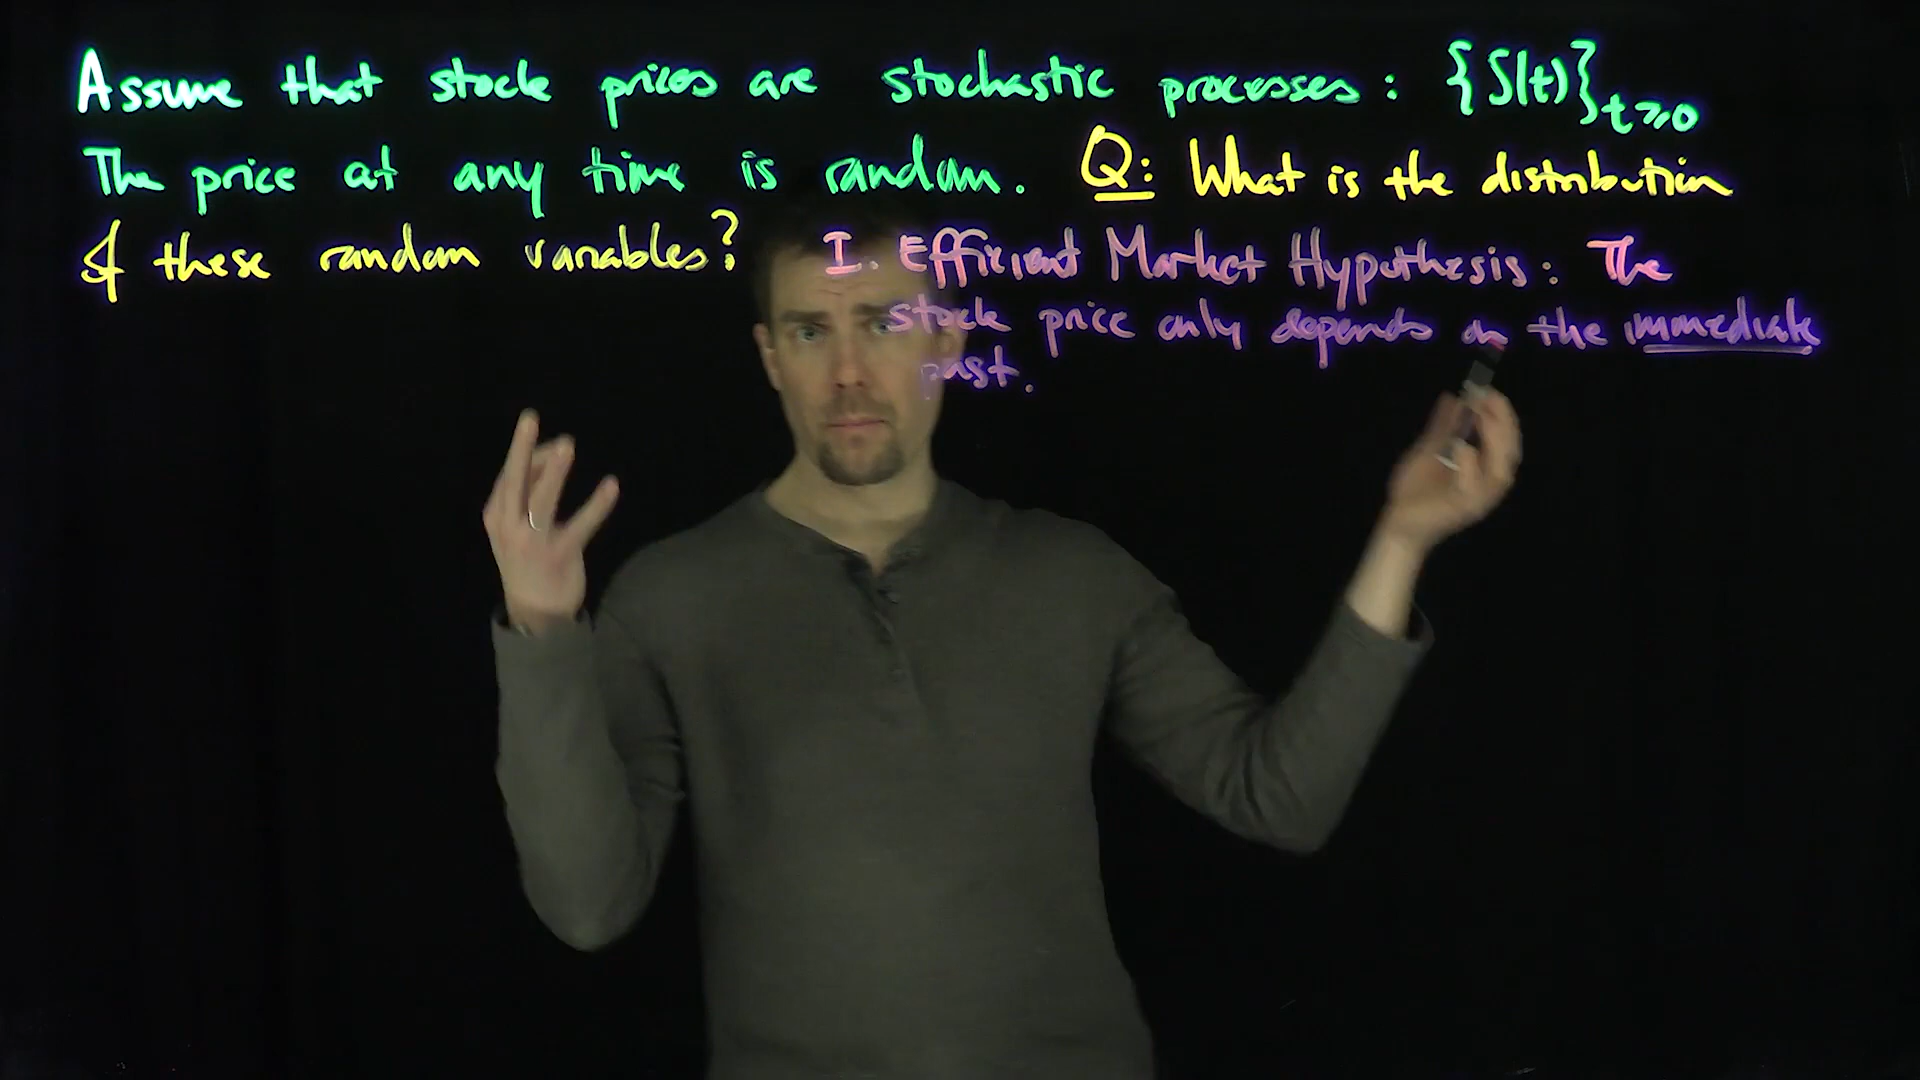 Assume that stock prices are stochastic processes: {S(t)}_{t≥0}
The price at any time is random. Q: What is the distribution
of these random variables? I. Efficient Market Hypothesis: The
stock price only depends on the immediate
past.